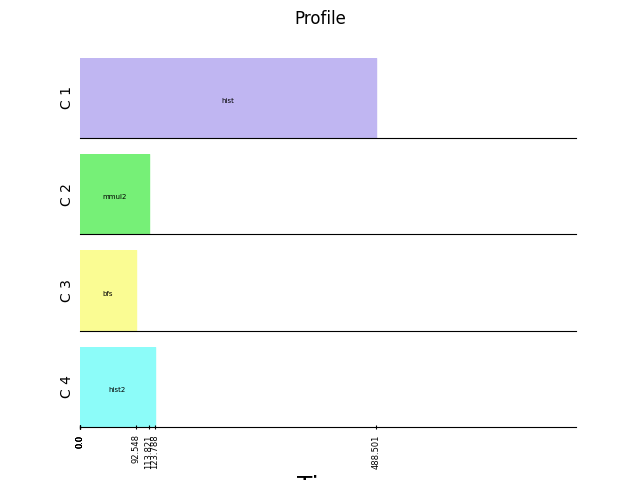 Profile
C 1
hist
C 2
mmul2
C 3
bfs
C 4
hist2
0.0
92.548
113.821
123.788
488.501